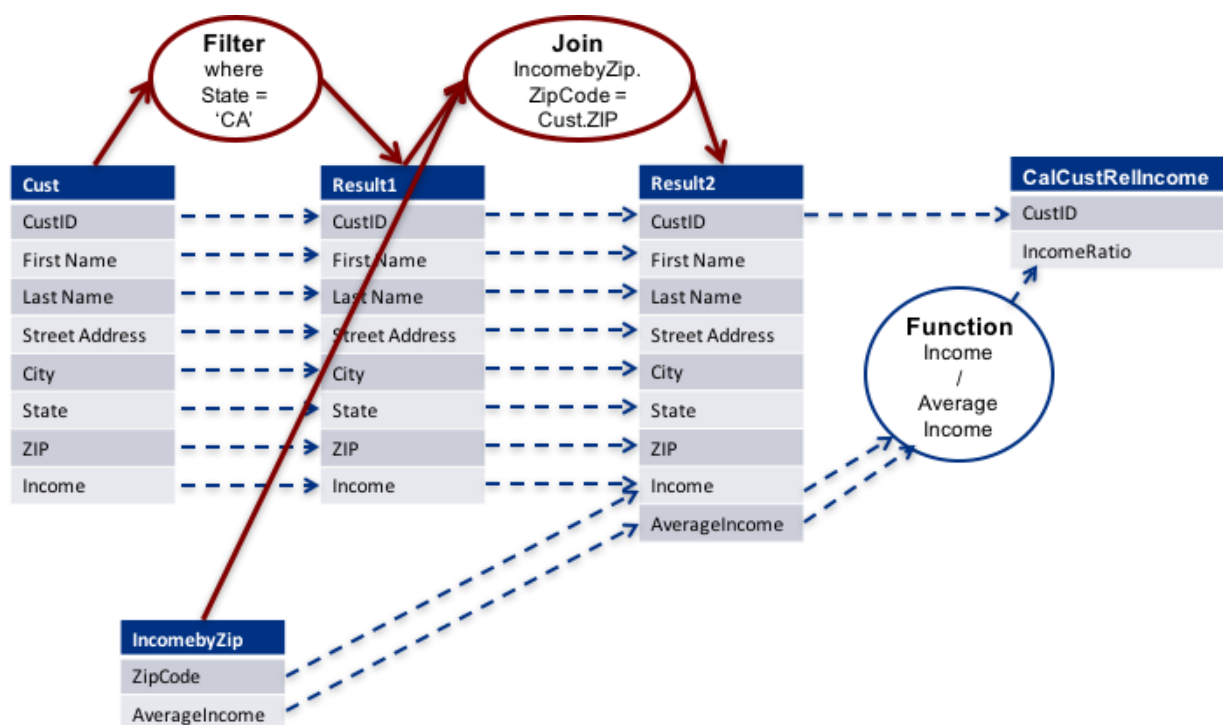 Filter
where
State =
‘CA’
Join
IncomebyZip.
ZipCode =
Cust.ZIP
Cust
CustID
First Name
Last Name
Street Address
City
State
ZIP
Income
Result1
CustID
First Name
Last Name
Street Address
City
State
ZIP
Income
Result2
CustID
First Name
Last Name
Street Address
City
State
ZIP
Income
AverageIncome
CalCustRelIncome
CustID
IncomeRatio
Function
Income
/
Average
Income
IncomebyZip
ZipCode
AverageIncome